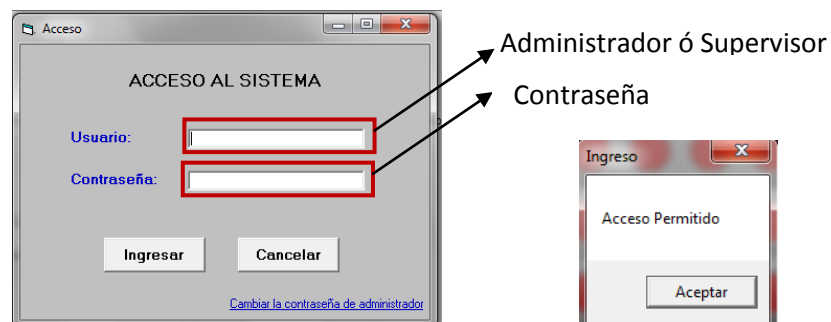 Acceso
ACCESO AL SISTEMA
Usuario:
Contraseña:
Ingresar Cancelar
Cambiar la contraseña de administrador
Administrador ó Supervisor
Contraseña
Ingreso
Acceso Permitido
Aceptar